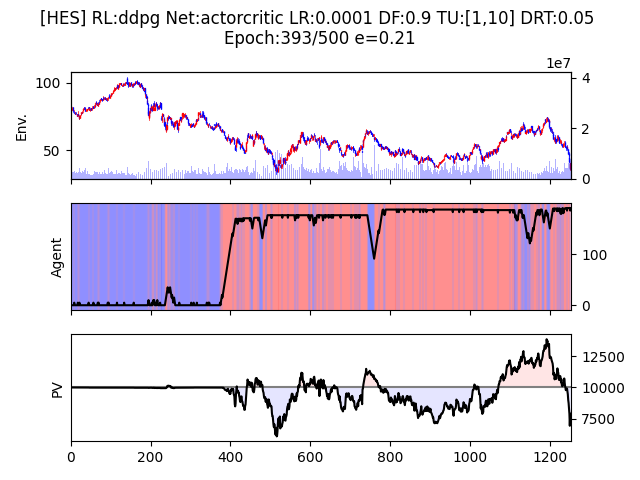 [HES] RL:ddpg Net:actorcritic LR:0.0001 DF:0.9 TU:[1,10] DRT:0.05
Epoch:393/500 e=0.21
1e7
100
50
Env.
4
2
0
Agent
100
0
PV
12500
10000
7500
0 200 400 600 800 1000 1200